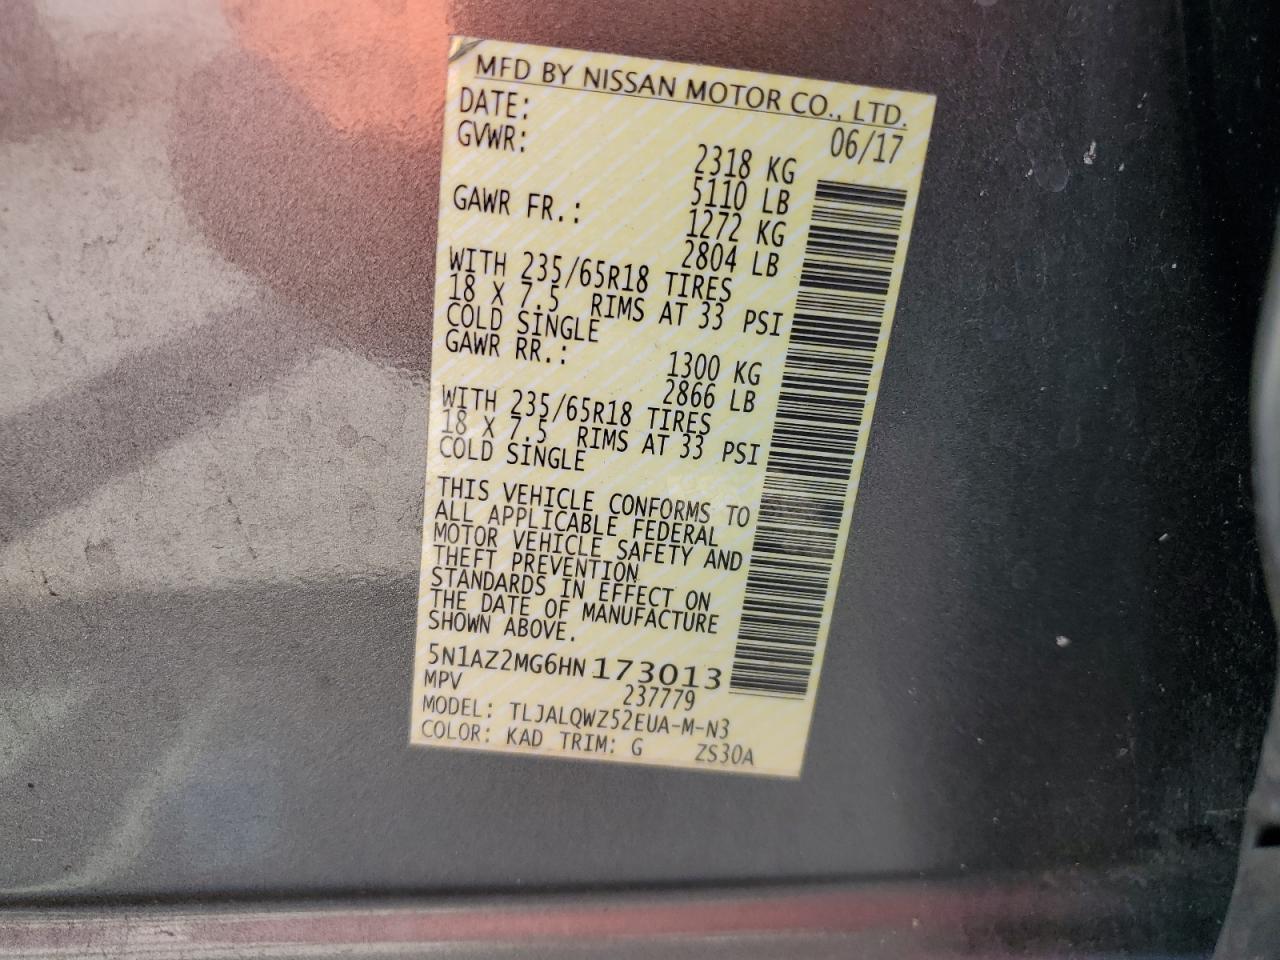 MFD BY NISSAN MOTOR CO., LTD.
DATE: 06/17
GVWR: 2318 KG
5110 LB
GAWR FR.: 1272 KG
2804 LB
WITH 235/65R18 TIRES
18 X 7.5 RIMS AT 33 PSI
COLD SINGLE
GAWR RR.: 1300 KG
2866 LB
WITH 235/65R18 TIRES
18 X 7.5 RIMS AT 33 PSI
COLD SINGLE
THIS VEHICLE CONFORMS TO
ALL APPLICABLE FEDERAL
MOTOR VEHICLE SAFETY AND
THEFT PREVENTION
STANDARDS IN EFFECT ON
THE DATE OF MANUFACTURE
SHOWN ABOVE.
5N1AZ2MG6HN173013
MPV 237779
MODEL: TLJALQWZ52EUA-M-N3
COLOR: KAD TRIM: G ZS30A